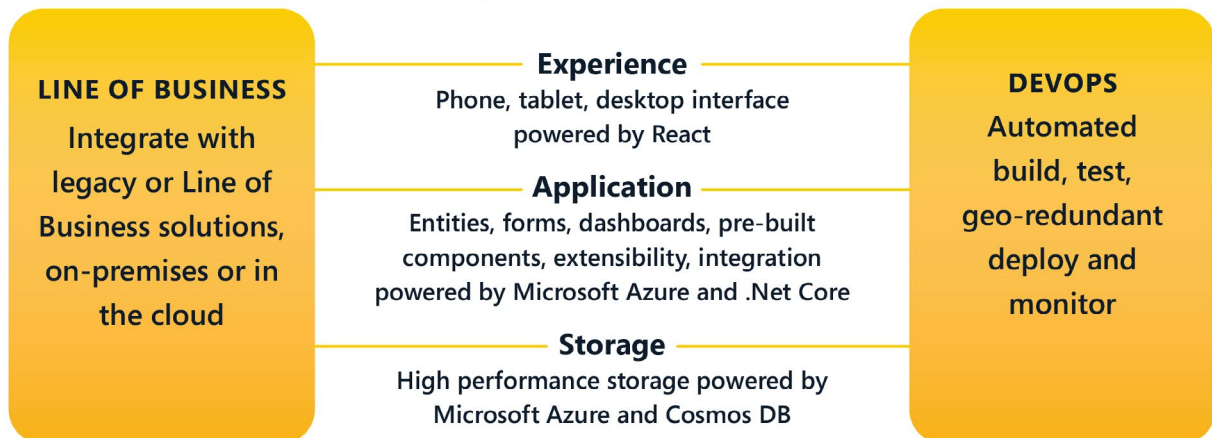 LINE OF BUSINESS
Integrate with
legacy or Line of
Business solutions,
on-premises or in
the cloud
Experience
Phone, tablet, desktop interface
powered by React
Application
Entities, forms, dashboards, pre-built
components, extensibility, integration
powered by Microsoft Azure and .Net Core
Storage
High performance storage powered by
Microsoft Azure and Cosmos DB
DEVOPS
Automated
build, test,
geo-redundant
deploy and
monitor